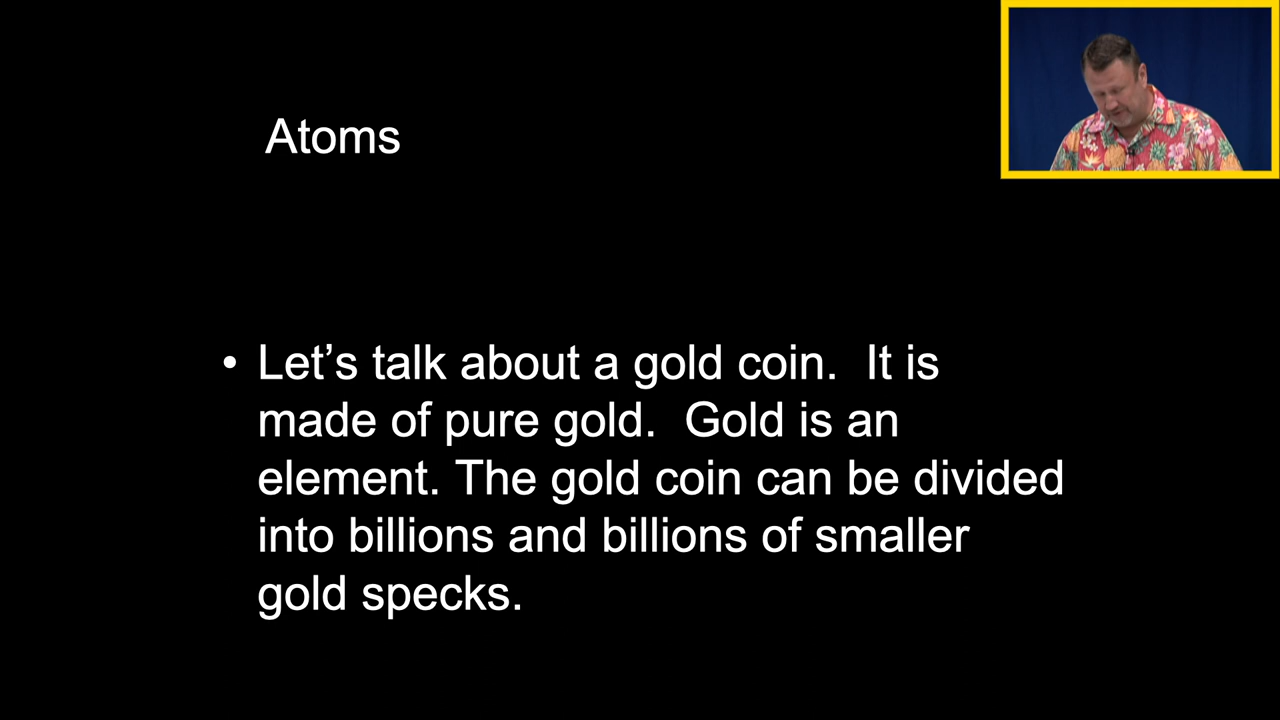 Atoms
• Let’s talk about a gold coin.  It is
made of pure gold.  Gold is an
element. The gold coin can be divided
into billions and billions of smaller
gold specks.